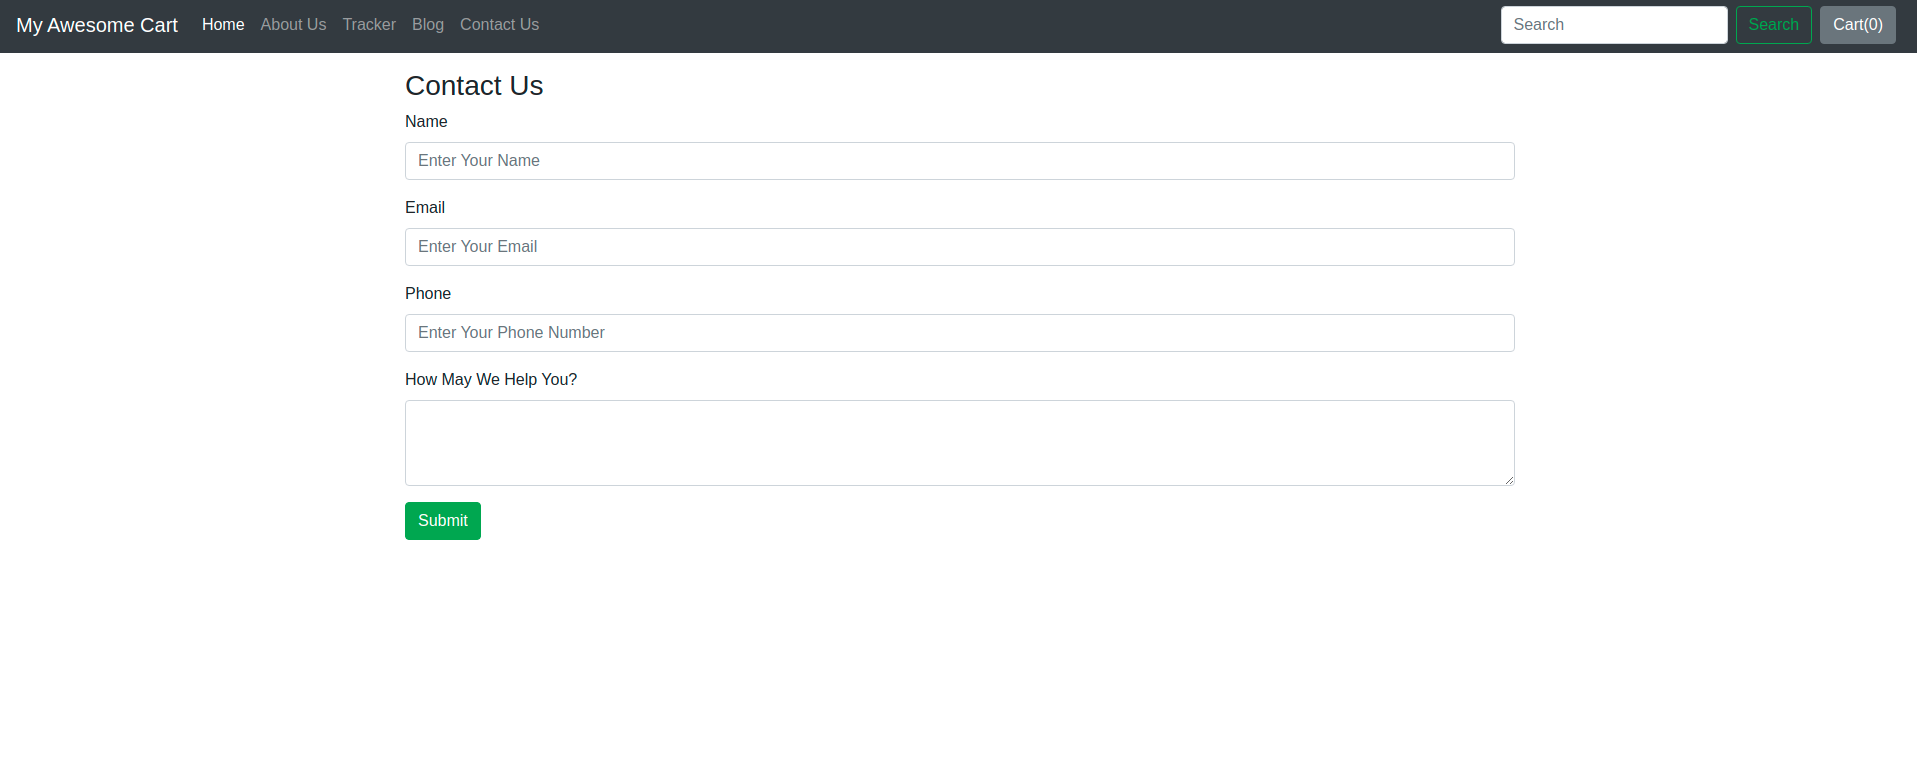 My Awesome Cart Home About Us Tracker Blog Contact Us Search Search Cart(0)
Contact Us
Name
Enter Your Name
Email
Enter Your Email
Phone
Enter Your Phone Number
How May We Help You?
Submit